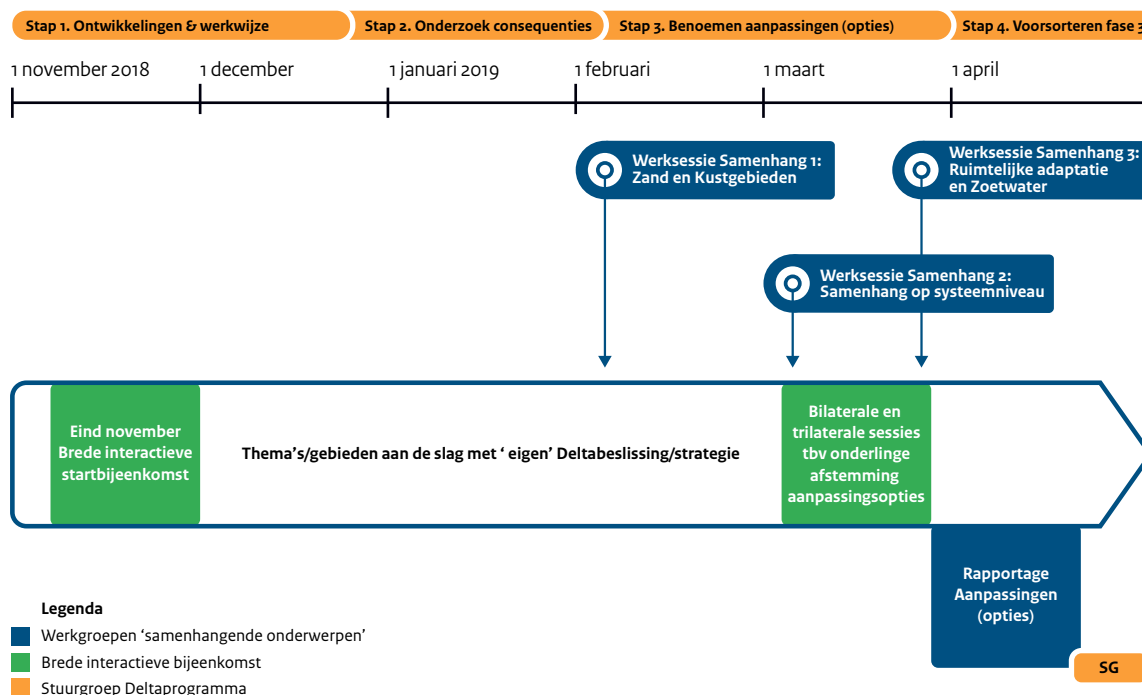 Stap 1. Ontwikkelingen & werkwijze
Stap 2. Onderzoek consequenties
Stap 3. Benoemen aanpassingen (opties)
Stap 4. Voorsorteren fase 3
1 november 2018
1 december
1 januari 2019
1 februari
1 maart
1 april
Werksessie Samenhang 1:
Zand en Kustgebieden
Werksessie Samenhang 3:
Ruimtelijke adaptatie
en Zoetwater
Werksessie Samenhang 2:
Samenhang op systeemniveau
Eind november
Brede interactieve
startbijeenkomst
Thema's/gebieden aan de slag met ‘ eigen’ Deltabeslissing/strategie
Bilaterale en
trilaterale sessies
tbv onderlinge
afstemming
aanpassingsopties
Rapportage
Aanpassingen
(opties)
SG
Legenda
Werkgroepen ‘samenhangende onderwerpen’
Brede interactieve bijeenkomst
Stuurgroep Deltaprogramma